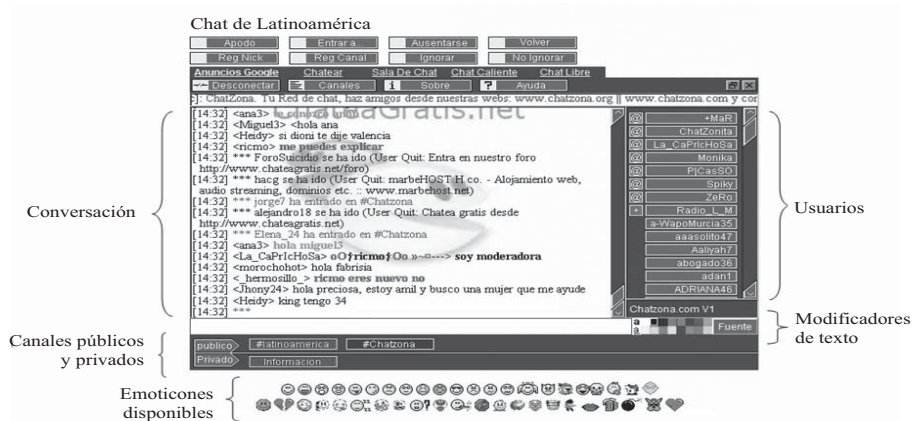 Chat de Latinoamérica
Apodo Entrar a... Ausentarse Volver
Reg Nick Reg Canal Ignorar No Ignorar
Anuncios Google Chatear Sala De Chat Chat Caliente Chat Libre
Desconectar Canales i Sobre ? Ayuda
]: ChatZona. Tu Red de chat, haz amigos desde nuestras webs: www.chatzona.org || www.chatzona.com y cor
ateaGratis.net
[14:32] <ana3>
[14:32] <Miguel3> <hola ana
[14:32] <Heidy> si dioni te dije valencia
[14:32] <ricmo> me puedes explicar
[14:32] *** ForoSuicidio se ha ido (User Quit: Entra en nuestro foro
http://www.chateagratis.net/foro)
[14:32] *** hacg se ha ido (User Quit: marbeHOST H co. - Alojamiento web,
audio streaming, dominios etc. :: www.marbehost.net)
[14:32] *** jorge7 ha entrado en #Chatzona
[14:32] *** alejandro18 se ha ido (User Quit: Chatea gratis desde
http://www.chateagratis.net)
[14:32] *** Elena_24 ha entrado en #Chatzona
[14:32] <ana3> hola miguel3
[14:32] <La_CaPrIcHoSa> oO}ricmo}Oo »~¤---> soy moderadora
[14:32] <morochohot> hola fabrisia
[14:32] <_hermosillo_> ricmo eres nuevo no
[14:32] <Jhony24> hola preciosa, estoy amil y busco una mujer que me ayude
[14:32] <Heidy> king tengo 34
[14:32] ***
@ +MaR
@ ChatZonita
@ La_CaPrIcHoSa
@ Monika
@ P|CasSO
@ Spiky
@ ZeRo
+ Radio_L_M
a-WapoMurcia35
aaasolito47
Aaliyah7
abogado36
adan1
ADRIANA46
Chatzona.com V1
a
a
Fuente
publico #latinoamerica #Chatzona
Privado Informacion
Conversación
Usuarios
Modificadores
de texto
Canales públicos
y privados
Emoticones
disponibles